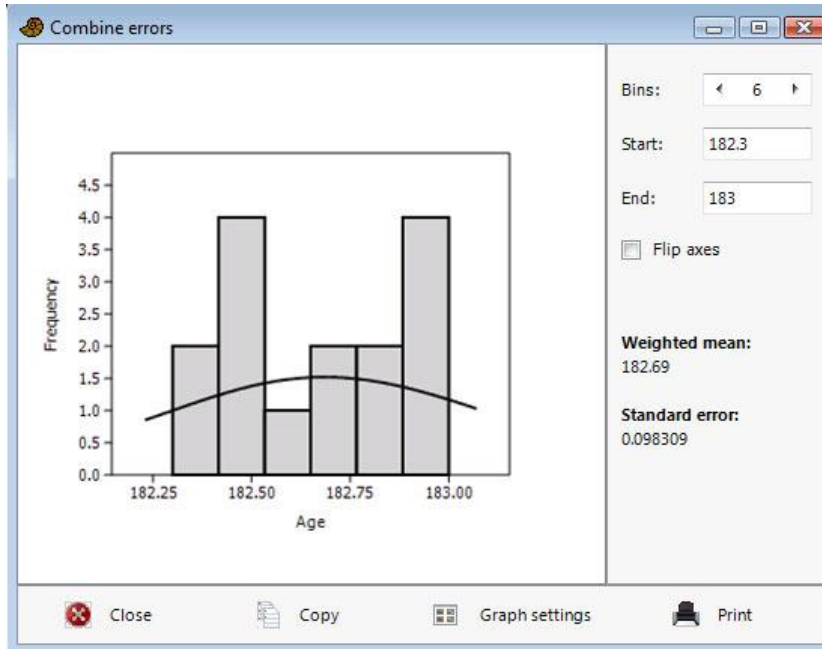 Combine errors
Bins:
6
Start:
182.3
End:
183
Flip axes
Weighted mean:
182.69
Standard error:
0.098309
4.5
4.0
3.5
3.0
2.5
2.0
1.5
1.0
0.5
0.0
Frequency
182.25 182.50 182.75 183.00
Age
Close Copy Graph settings Print